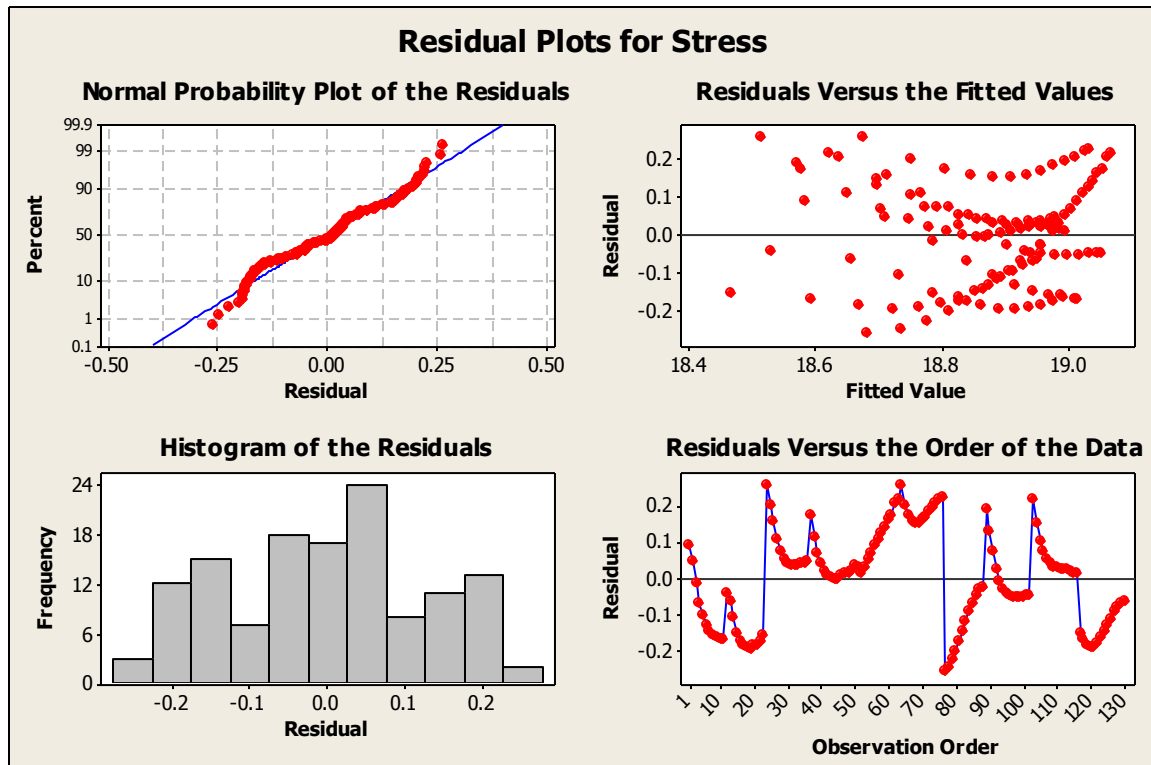 Residual Plots for Stress
Normal Probability Plot of the Residuals
99.9
99
90
50
10
1
0.1
Percent
-0.50 -0.25 0.00 0.25 0.50
Residual
Residuals Versus the Fitted Values
0.2
0.1
0.0
-0.1
-0.2
Residual
18.4 18.6 18.8 19.0
Fitted Value
Histogram of the Residuals
24
18
12
6
0
Frequency
-0.2 -0.1 0.0 0.1 0.2
Residual
Residuals Versus the Order of the Data
0.2
0.1
0.0
-0.1
-0.2
Residual
1 10 20 30 40 50 60 70 80 90 100 110 120 130
Observation Order